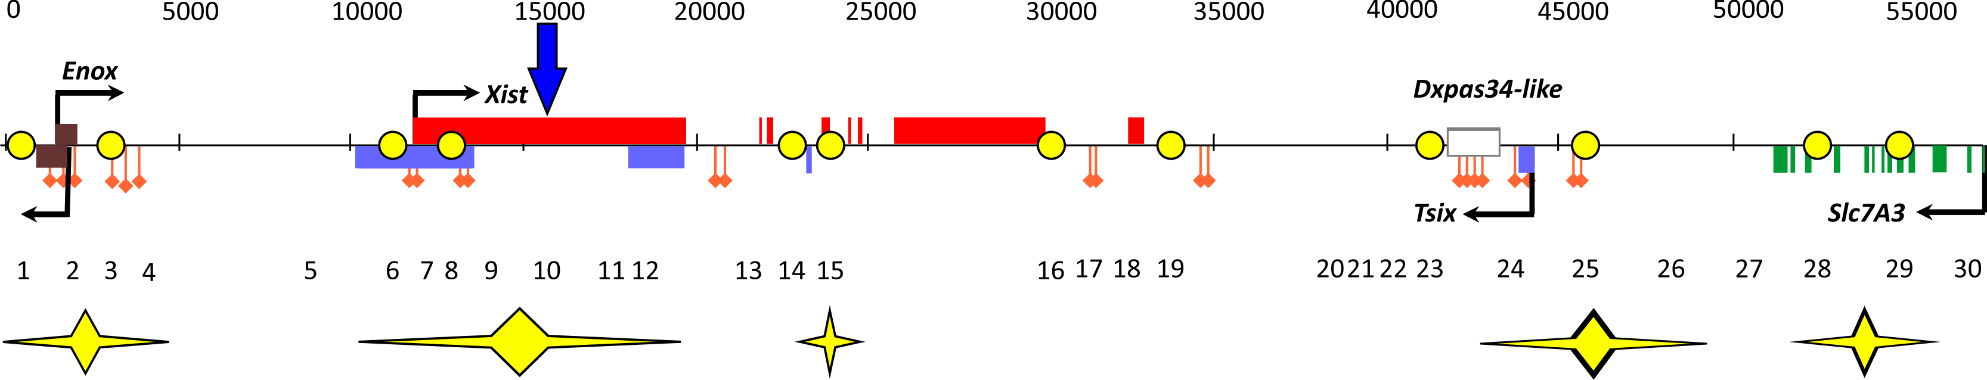 0 5000 10000 15000 20000 25000 30000 35000 40000 45000 50000 55000
Enox
Xist
Dxpas34-like
Tsix
Slc7A3
1 2 3 4 5 6 7 8 9 10 11 12 13 14 15 16 17 18 19 20 21 22 23 24 25 26 27 28 29 30